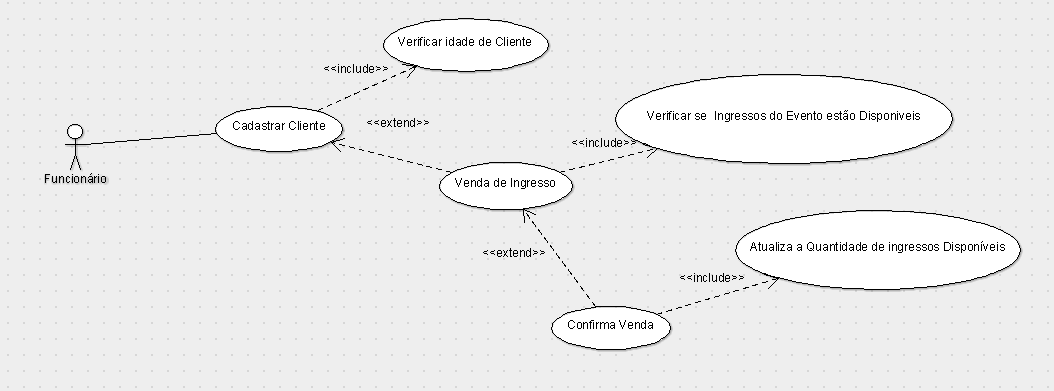 Verificar idade de Cliente
<<include>>
Cadastrar Cliente
<<extend>>
Verificar se Ingressos do Evento estão Disponiveis
<<include>>
Funcionário
Venda de Ingresso
<<extend>>
Atualiza a Quantidade de ingressos Disponíveis
<<include>>
Confirma Venda